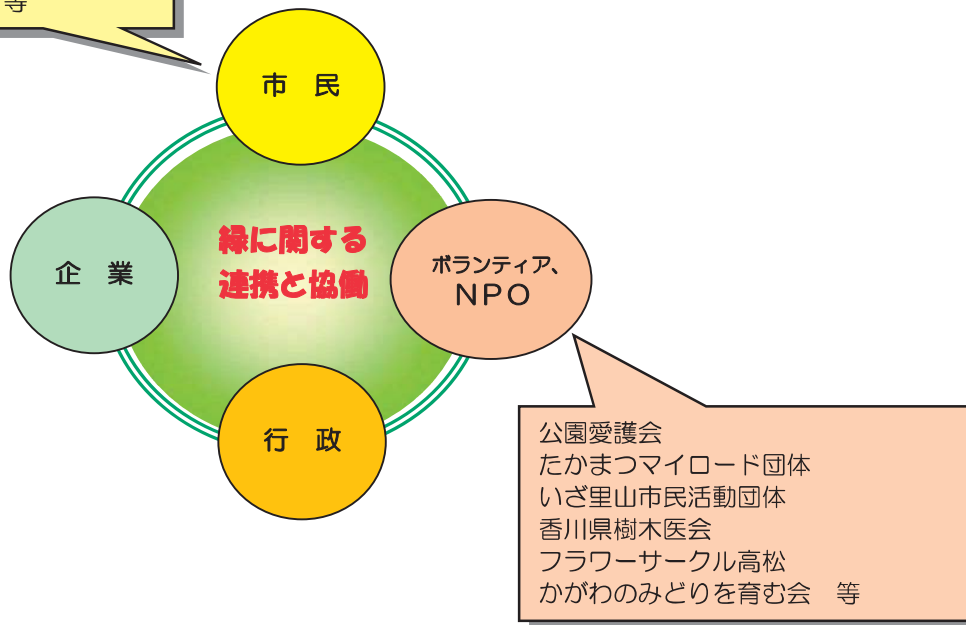 等
市　民
緑に関する
連携と協働
企　業
ボランティア、
ＮＰＯ
行　政
公園愛護会
たかまつマイロード団体
いざ里山市民活動団体
香川県樹木医会
フラワーサークル高松
かがわのみどりを育む会　等